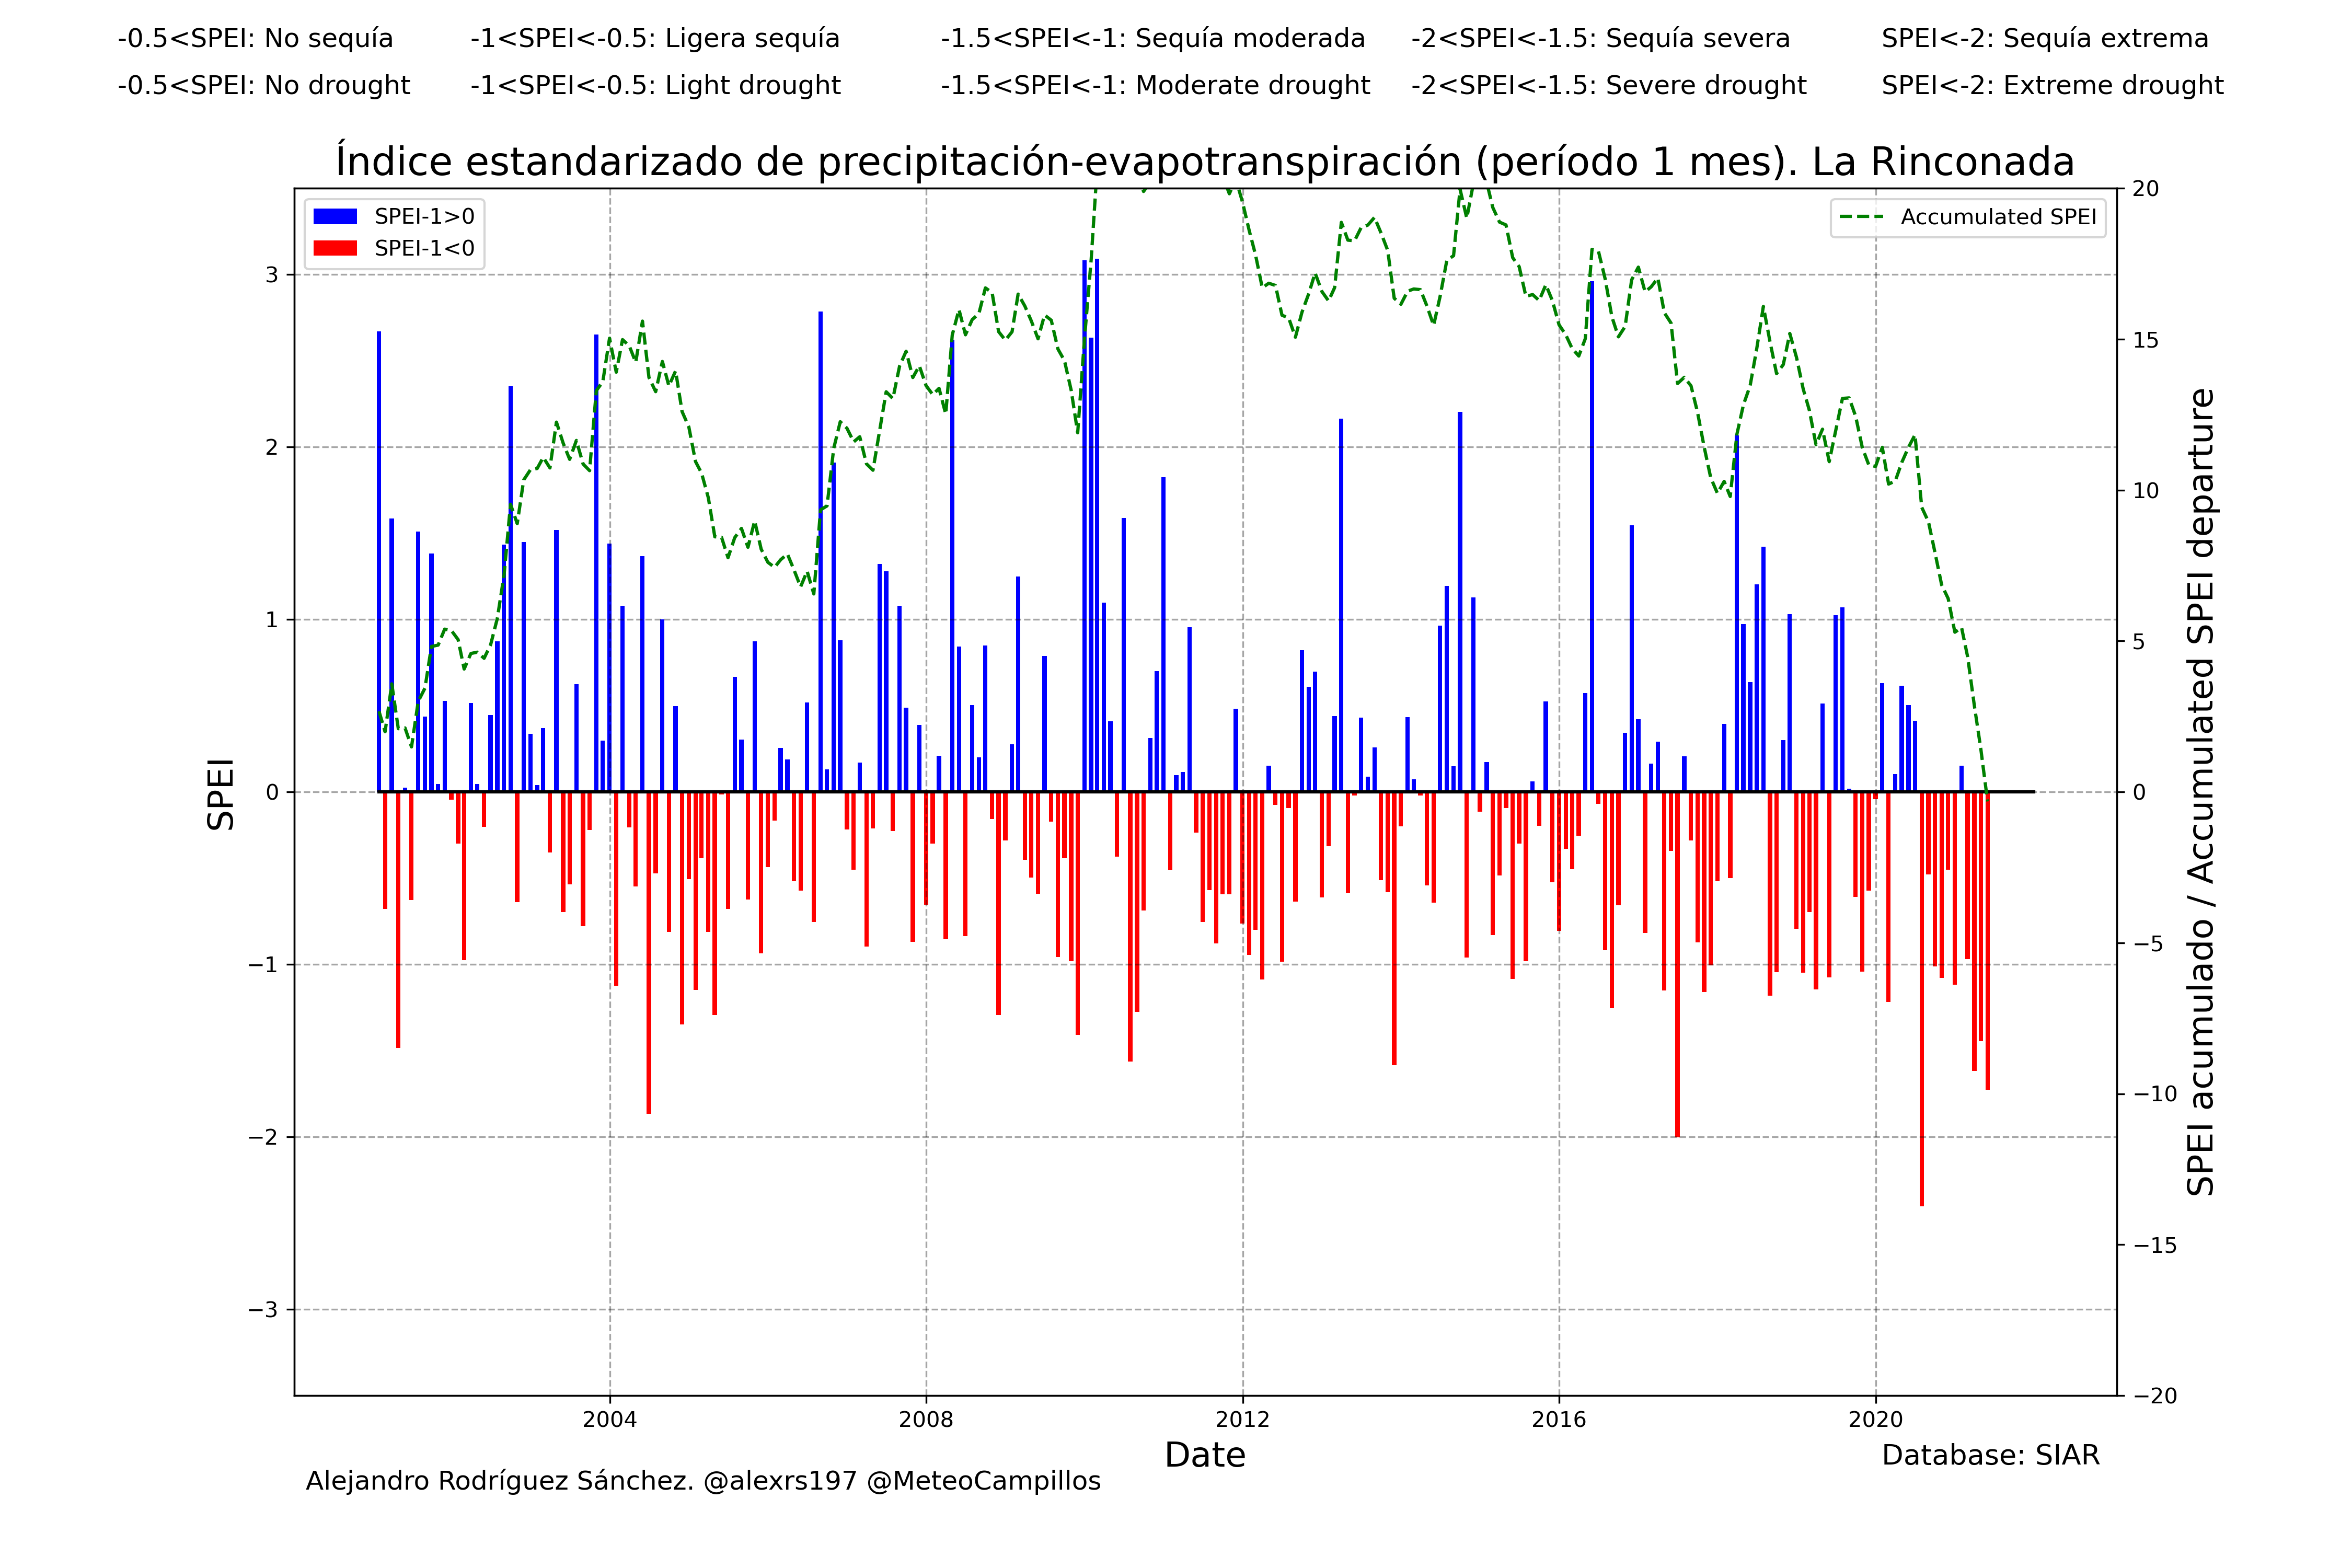 -0.5<SPEI: No sequía -1<SPEI<-0.5: Ligera sequía -1.5<SPEI<-1: Sequía moderada -2<SPEI<-1.5: Sequía severa SPEI<-2: Sequía extrema
-0.5<SPEI: No drought -1<SPEI<-0.5: Light drought -1.5<SPEI<-1: Moderate drought -2<SPEI<-1.5: Severe drought SPEI<-2: Extreme drought
Índice estandarizado de precipitación-evapotranspiración (período 1 mes). La Rinconada
SPEI-1>0
SPEI-1<0
Accumulated SPEI
SPEI
3
2
1
0
−1
−2
−3
20
15
10
5
0
−5
−10
−15
−20
SPEI acumulado / Accumulated SPEI departure
2004 2008 2012 2016 2020
Date
Database: SIAR
Alejandro Rodríguez Sánchez. @alexrs197 @MeteoCampillos